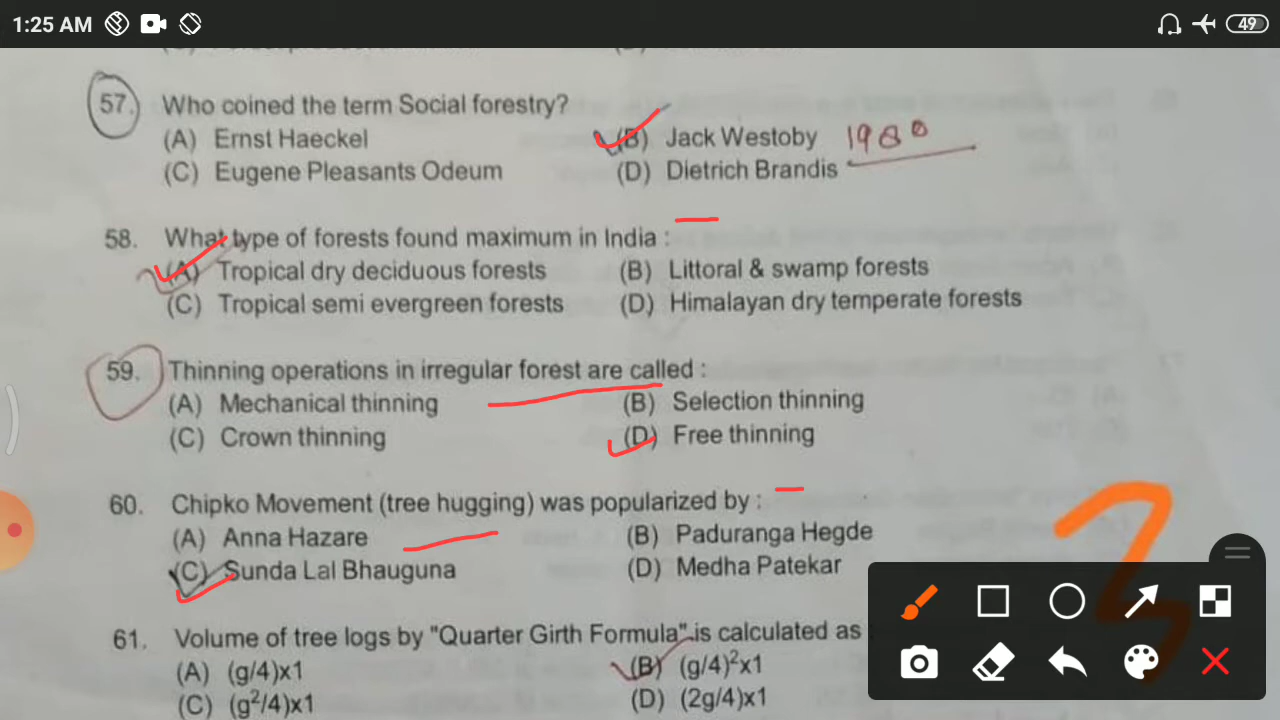 1:25 AM 49
57. Who coined the term Social forestry?
(A) Ernst Haeckel (B) Jack Westoby 1980
(C) Eugene Pleasants Odeum (D) Dietrich Brandis
58. What type of forests found maximum in India :
(A) Tropical dry deciduous forests (B) Littoral & swamp forests
(C) Tropical semi evergreen forests (D) Himalayan dry temperate forests
59. Thinning operations in irregular forest are called :
(A) Mechanical thinning (B) Selection thinning
(C) Crown thinning (D) Free thinning
60. Chipko Movement (tree hugging) was popularized by :
(A) Anna Hazare (B) Paduranga Hegde
(C) Sunda Lal Bhauguna (D) Medha Patekar
61. Volume of tree logs by "Quarter Girth Formula" is calculated as :
(A) (g/4)x1 (B) (g/4)²x1
(C) (g²/4)x1 (D) (2g/4)x1